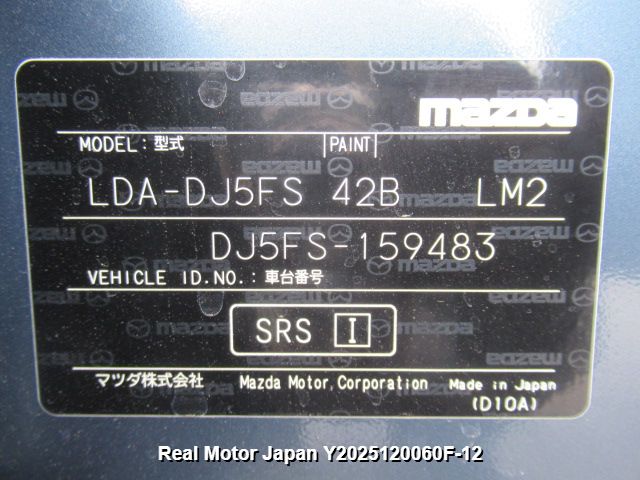 mazda
MODEL: 型式 PAINT
LDA-DJ5FS 42B LM2
DJ5FS-159483
VEHICLE ID.NO.: 車台番号
SRS I
マツダ株式会社 Mazda Motor Corporation Made in Japan
(D10A)
Real Motor Japan Y2025120060F-12